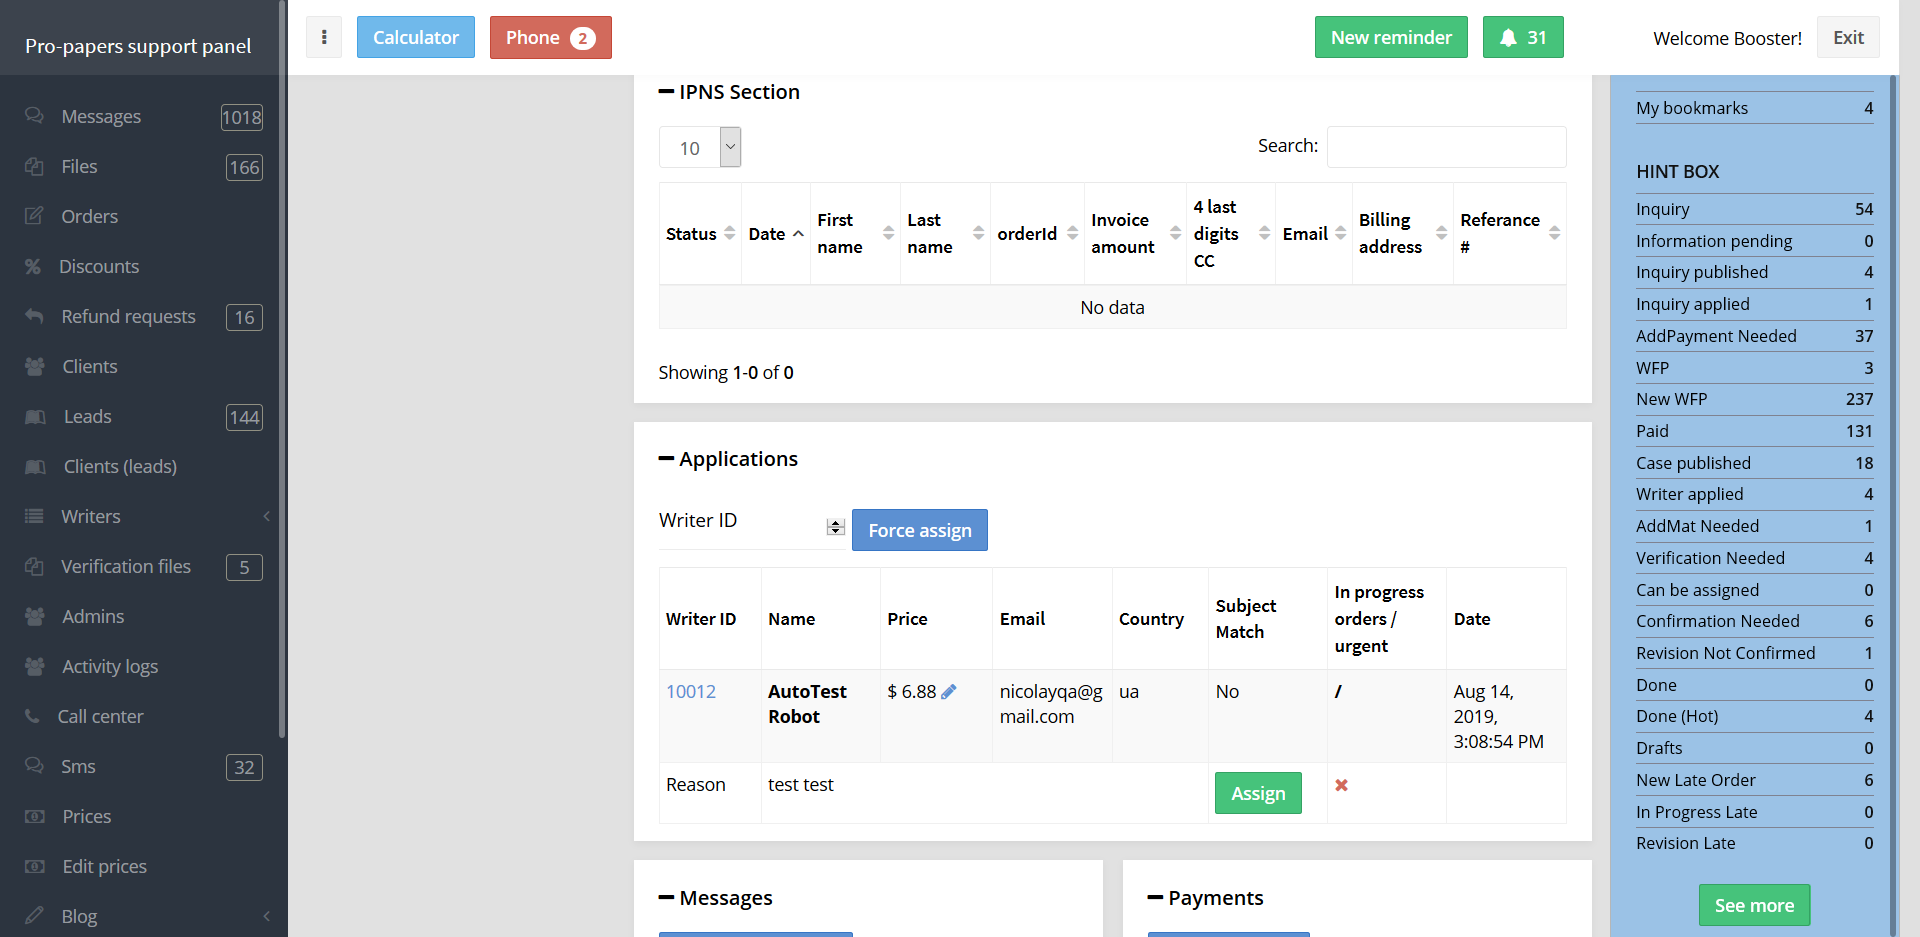 Pro-papers support panel
Calculator
Phone 2
New reminder
31
Welcome Booster!
Exit
Messages 1018
Files 166
Orders
Discounts
Refund requests 16
Clients
Leads 144
Clients (leads)
Writers
Verification files 5
Admins
Activity logs
Call center
Sms 32
Prices
Edit prices
Blog
IPNS Section
10
Search:
Status
Date
First
name
Last
name
orderId
Invoice
amount
4 last
digits
CC
Email
Billing
address
Referance
#
No data
Showing 1-0 of 0
Applications
Writer ID
Force assign
Writer ID
Name
Price
Email
Country
Subject
Match
In progress
orders /
urgent
Date
10012
AutoTest
Robot
$ 6.88
nicolayqa@g
mail.com
ua
No
/
Aug 14,
2019,
3:08:54 PM
Reason
test test
Assign
Messages
Payments
My bookmarks 4
HINT BOX
Inquiry 54
Information pending 0
Inquiry published 4
Inquiry applied 1
AddPayment Needed 37
WFP 3
New WFP 237
Paid 131
Case published 18
Writer applied 4
AddMat Needed 1
Verification Needed 4
Can be assigned 0
Confirmation Needed 6
Revision Not Confirmed 1
Done 0
Done (Hot) 4
Drafts 0
New Late Order 6
In Progress Late 0
Revision Late 0
See more